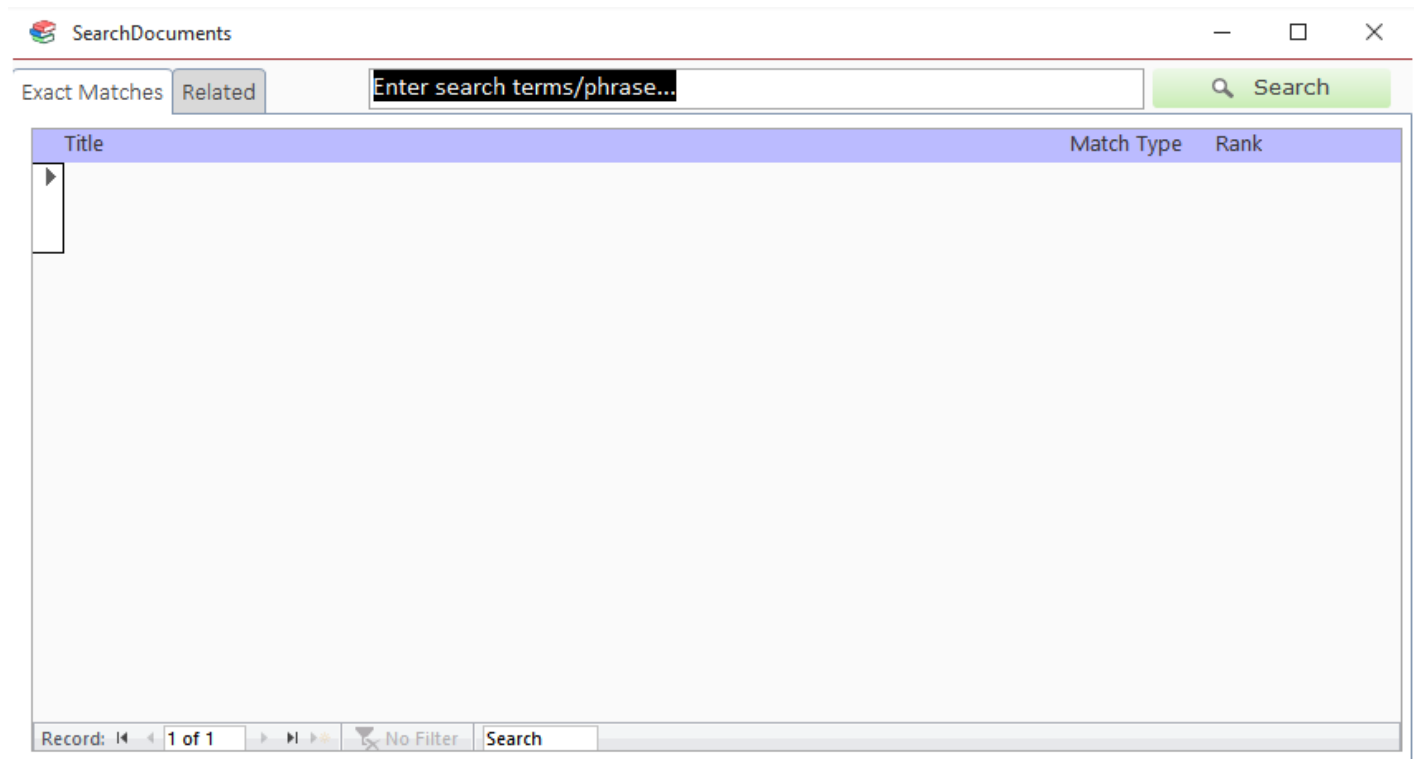 SearchDocuments
Exact Matches Related Enter search terms/phrase... Search
Title Match Type Rank
Record: 1 of 1 No Filter Search